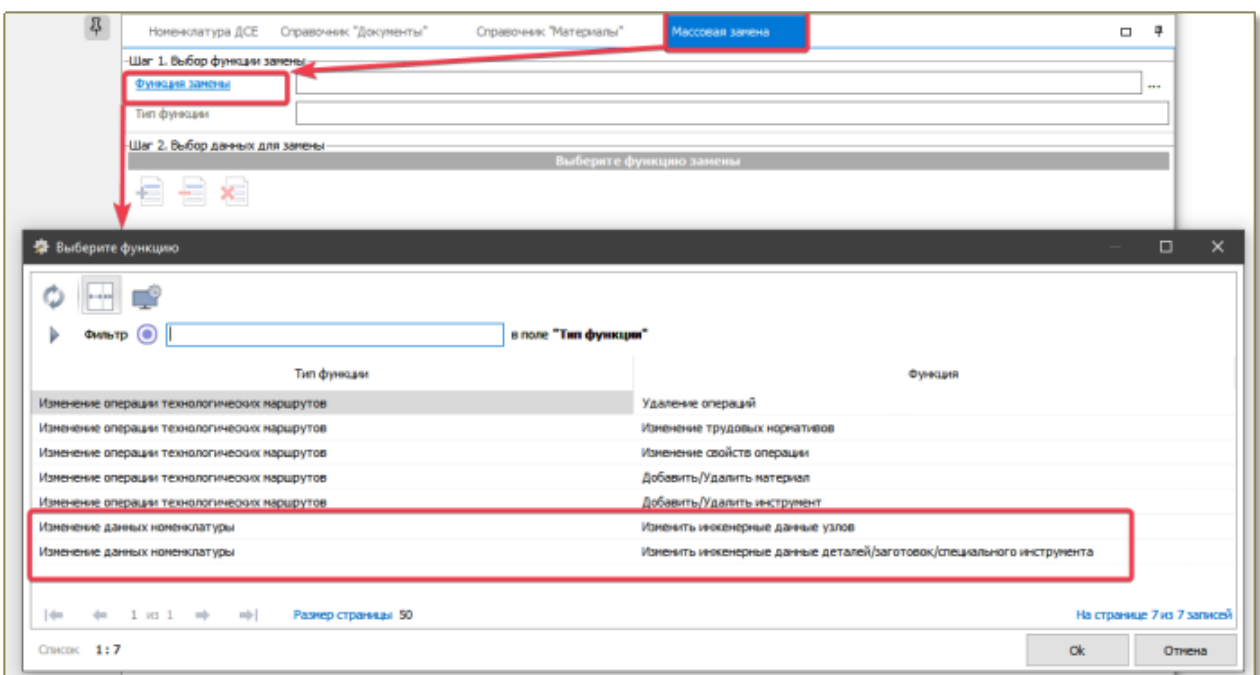 Номенклатура ДСЕ Справочник "Документы" Справочник "Материалы" Массовая замена
Шаг 1. Выбор функции замены
Функция замены ...
Тип функции
Шаг 2. Выбор данных для замены
Выберите функцию замены
Выберите функцию
Фильтр в поле "Тип функции"
Тип функции Функция
Изменение операции технологических маршрутов Удаление операций
Изменение операции технологических маршрутов Изменение трудовых нормативов
Изменение операции технологических маршрутов Изменение свойств операции
Изменение операции технологических маршрутов Добавить/Удалить материал
Изменение операции технологических маршрутов Добавить/Удалить инструмент
Изменение данных номенклатуры Изменить инженерные данные узлов
Изменение данных номенклатуры Изменить инженерные данные деталей/заготовок/специального инструмента
1 из 1 Размер страницы 50 На странице 7 из 7 записей
Список 1:7 Ok Отмена